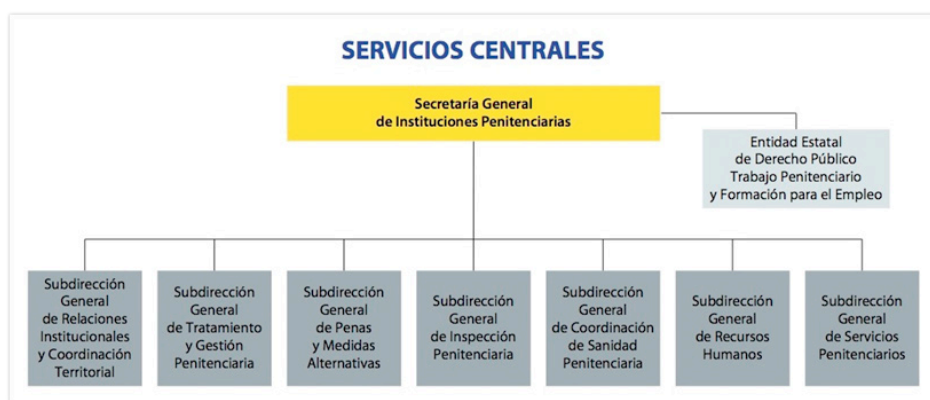 SERVICIOS CENTRALES
Secretaría General
de Instituciones Penitenciarias
Entidad Estatal
de Derecho Público
Trabajo Penitenciario
y Formación para el Empleo
Subdirección
General
de Relaciones
Institucionales
y Coordinación
Territorial
Subdirección
General
de Tratamiento
y Gestión
Penitenciaria
Subdirección
General
de Penas
y Medidas
Alternativas
Subdirección
General
de Inspección
Penitenciaria
Subdirección
General
de Coordinación
de Sanidad
Penitenciaria
Subdirección
General
de Recursos
Humanos
Subdirección
General
de Servicios
Penitenciarios